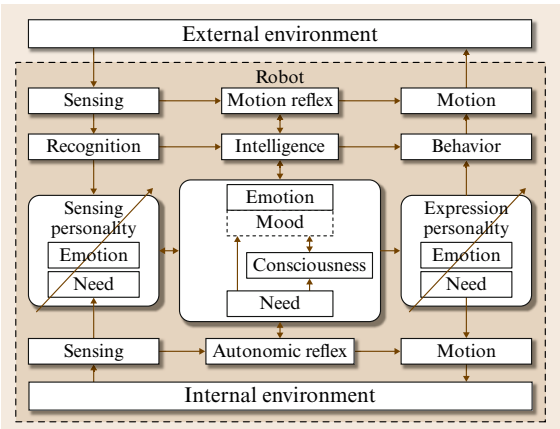 External environment
Robot
Sensing
Motion reflex
Motion
Recognition
Intelligence
Behavior
Sensing
personality
Emotion
Need
Emotion
Mood
Consciousness
Need
Expression
personality
Emotion
Need
Sensing
Autonomic reflex
Motion
Internal environment